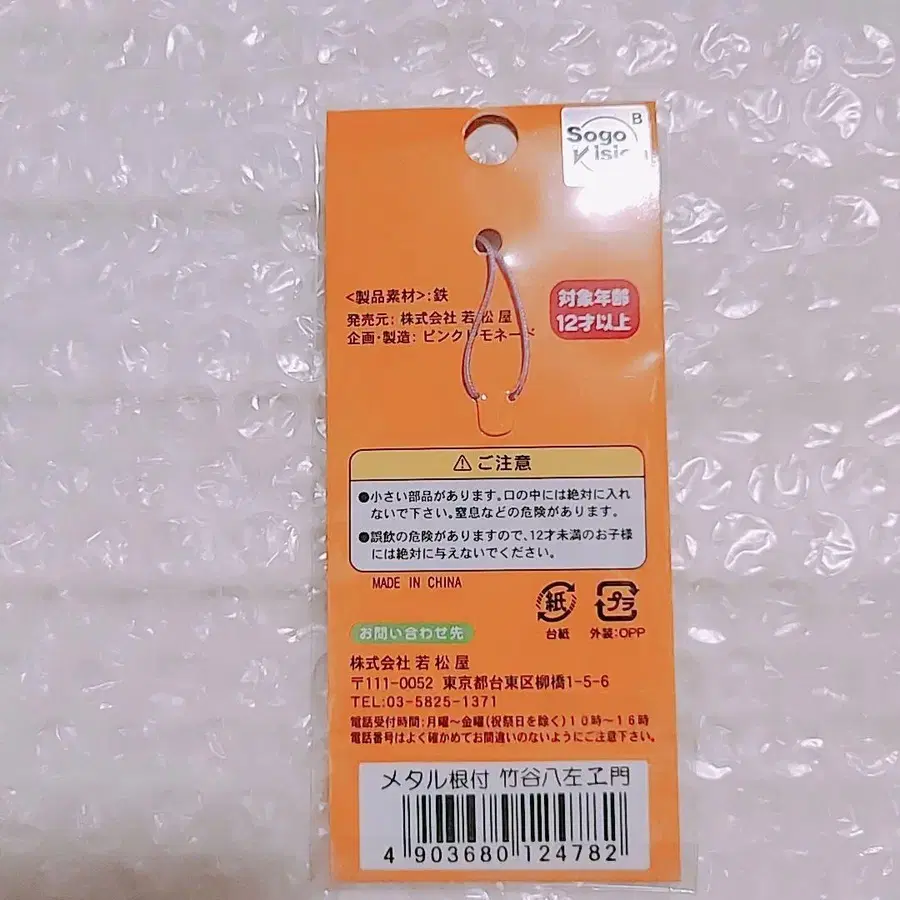 B
Sogo
<製品素材>:鉄
発売元: 株式会社 若松屋
企画・製造: ピンクレモネード
対象年齢
12才以上
⚠ご注意
●小さい部品があります。口の中には絶対に入れ
ないで下さい。窒息などの危険があります。
●誤飲の危険がありますので、12才未満のお子様
には絶対に与えないでください。
MADE IN CHINA
紙
プラ
台紙
外装:OPP
お問い合わせ先
株式会社 若松屋
〒111-0052 東京都台東区柳橋1-5-6
TEL:03-5825-1371
電話受付時間:月曜〜金曜(祝祭日を除く)10時〜16時
電話番号はよく確かめてお間違いのないようにご注意下さい。
メタル根付 竹谷八左ヱ門
4 903680 124782